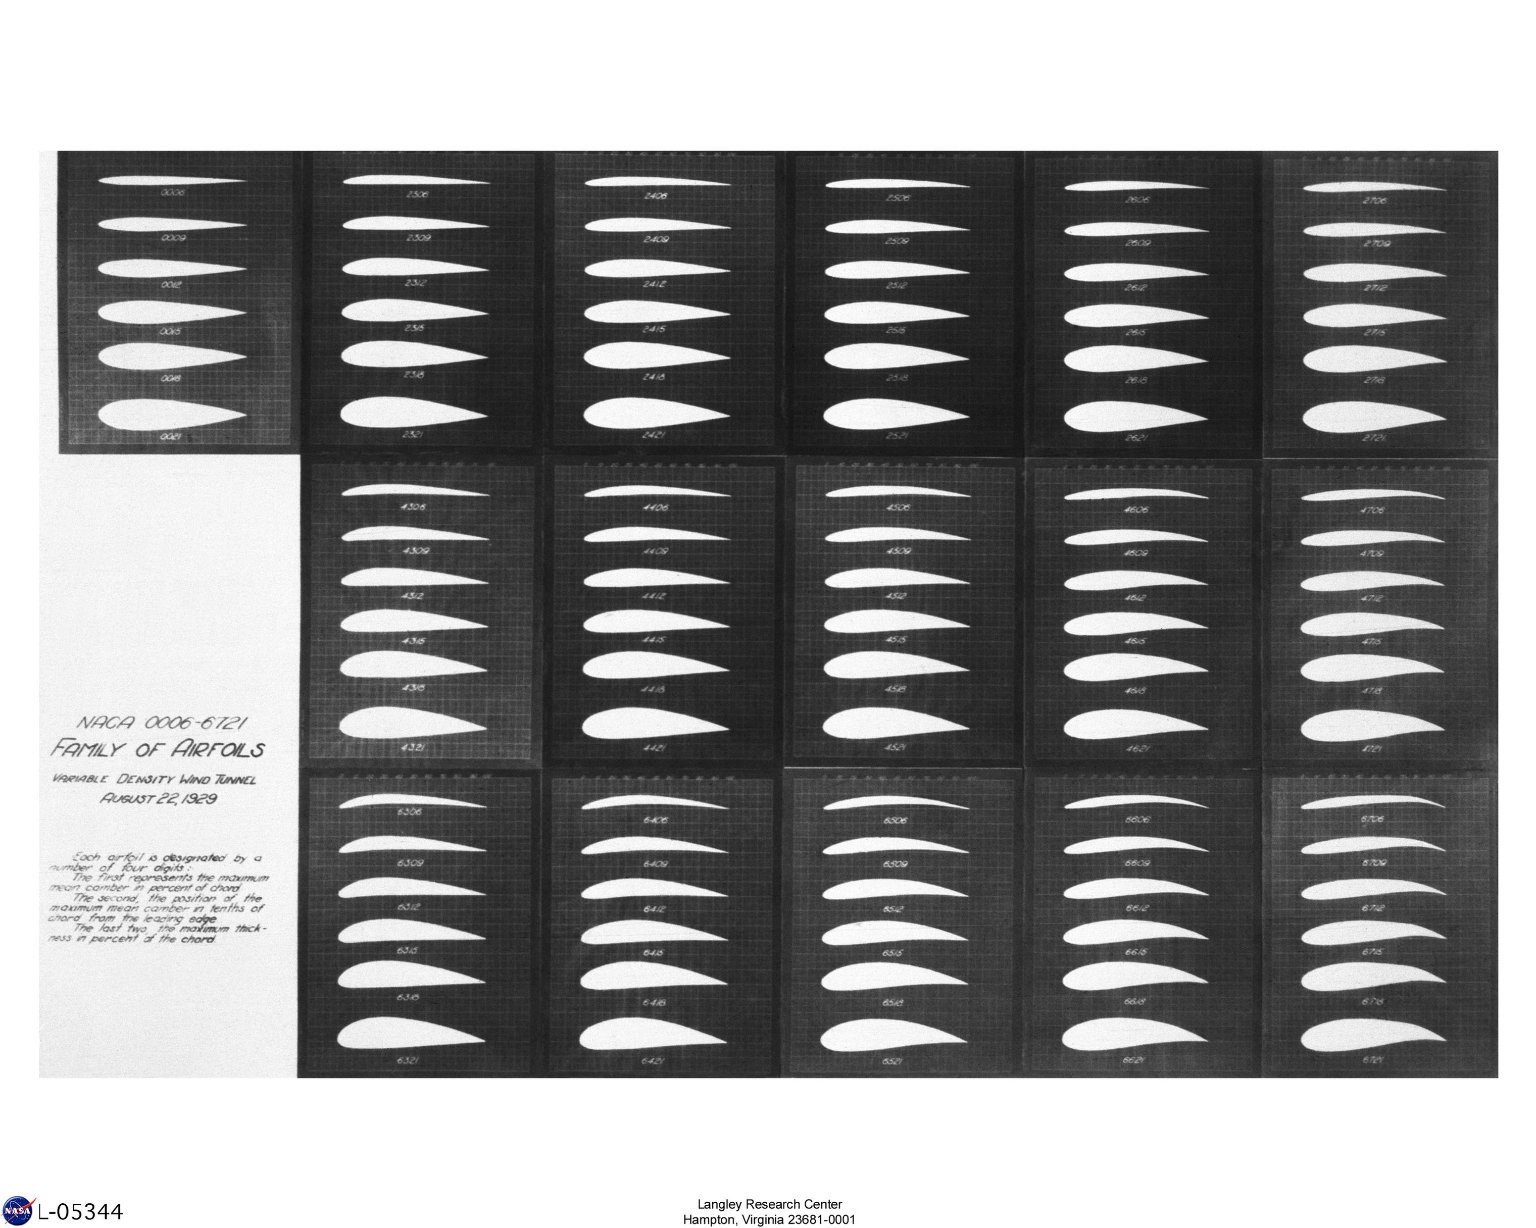 0006 2306 2406 2506 2606 2706
0009 2309 2409 2509 2609 2709
0012 2312 2412 2512 2612 2712
0015 2315 2415 2515 2615 2715
0018 2318 2418 2518 2618 2718
0021 2321 2421 2521 2621 2721
4306 4406 4506 4606 4706
4309 4409 4509 4609 4709
4312 4412 4512 4612 4712
4315 4415 4515 4615 4715
4318 4418 4518 4618 4718
4321 4421 4521 4621 4721
6306 6406 6506 6606 6706
6309 6409 6509 6609 6709
6312 6412 6512 6612 6712
6315 6415 6515 6615 6715
6318 6418 6518 6618 6718
6321 6421 6521 6621 6721
NACA 0006-6721
FAMILY OF AIRFOILS
VARIABLE DENSITY WIND TUNNEL
AUGUST 22, 1929
Each airfoil is designated by a
number of four digits:
The first represents the maximum
mean camber in percent of chord
The second, the position of the
maximum mean camber in tenths of
chord from the leading edge
The last two, the maximum thick-
ness in percent of the chord.
NASA L-05344
Langley Research Center
Hampton, Virginia 23681-0001